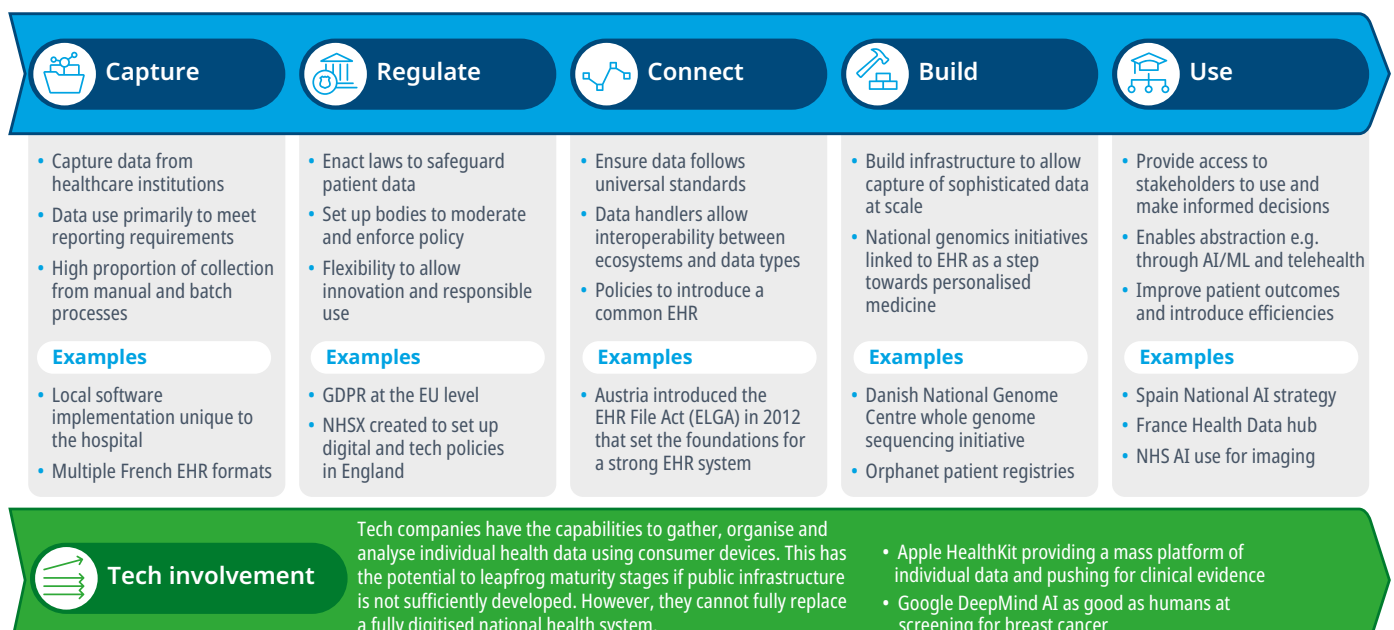 Capture
Regulate
Connect
Build
Use
• Capture data from
healthcare institutions
• Data use primarily to meet
reporting requirements
• High proportion of collection
from manual and batch
processes
Examples
• Local software
implementation unique to
the hospital
• Multiple French EHR formats
• Enact laws to safeguard
patient data
• Set up bodies to moderate
and enforce policy
• Flexibility to allow
innovation and responsible
use
Examples
• GDPR at the EU level
• NHSX created to set up
digital and tech policies
in England
• Ensure data follows
universal standards
• Data handlers allow
interoperability between
ecosystems and data types
• Policies to introduce a
common EHR
Examples
• Austria introduced the
EHR File Act (ELGA) in 2012
that set the foundations for
a strong EHR system
• Build infrastructure to allow
capture of sophisticated data
at scale
• National genomics initiatives
linked to EHR as a step
towards personalised
medicine
Examples
• Danish National Genome
Centre whole genome
sequencing initiative
• Orphanet patient registries
• Provide access to
stakeholders to use and
make informed decisions
• Enables abstraction e.g.
through AI/ML and telehealth
• Improve patient outcomes
and introduce efficiencies
Examples
• Spain National AI strategy
• France Health Data hub
• NHS AI use for imaging
Tech involvement
Tech companies have the capabilities to gather, organise and
analyse individual health data using consumer devices. This has
the potential to leapfrog maturity stages if public infrastructure
is not sufficiently developed. However, they cannot fully replace
a fully digitised national health system.
• Apple HealthKit providing a mass platform of
individual data and pushing for clinical evidence
• Google DeepMind AI as good as humans at
screening for breast cancer